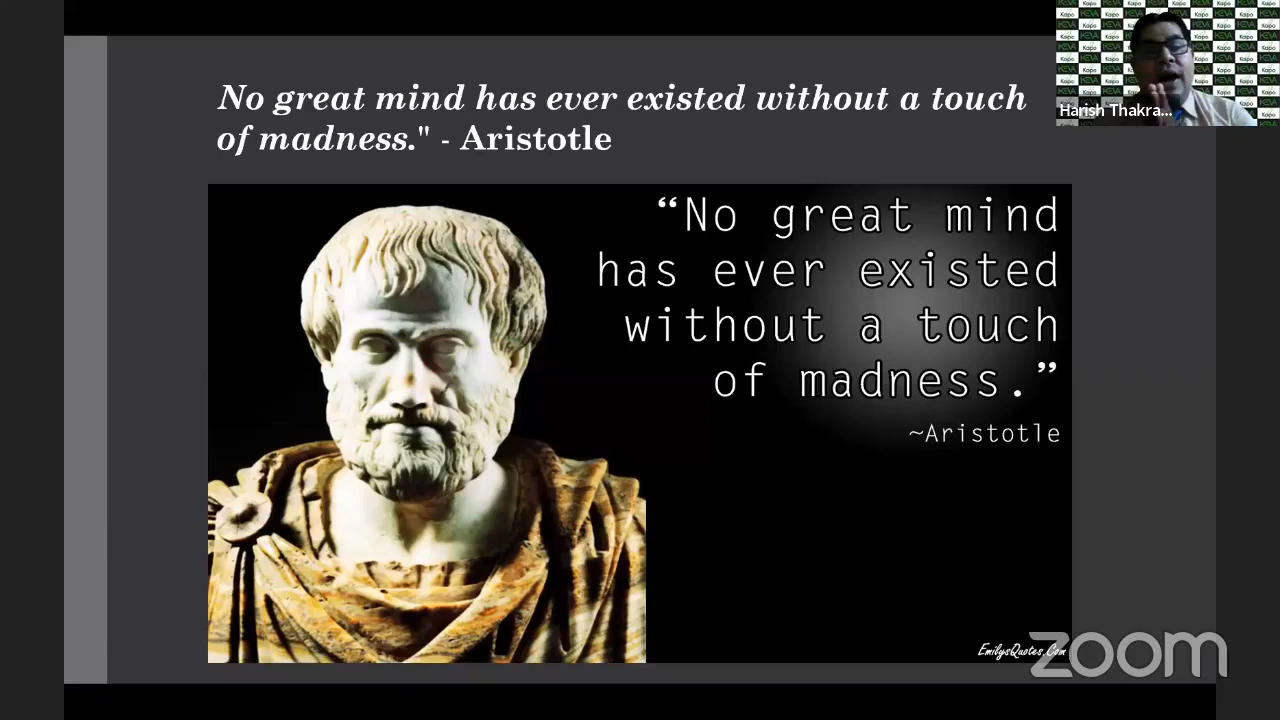 No great mind has ever existed without a touch
of madness." - Aristotle
“No great mind
has ever existed
without a touch
of madness.”
~Aristotle
EmilysQuotes.Com
zoom
Harish Thakra...